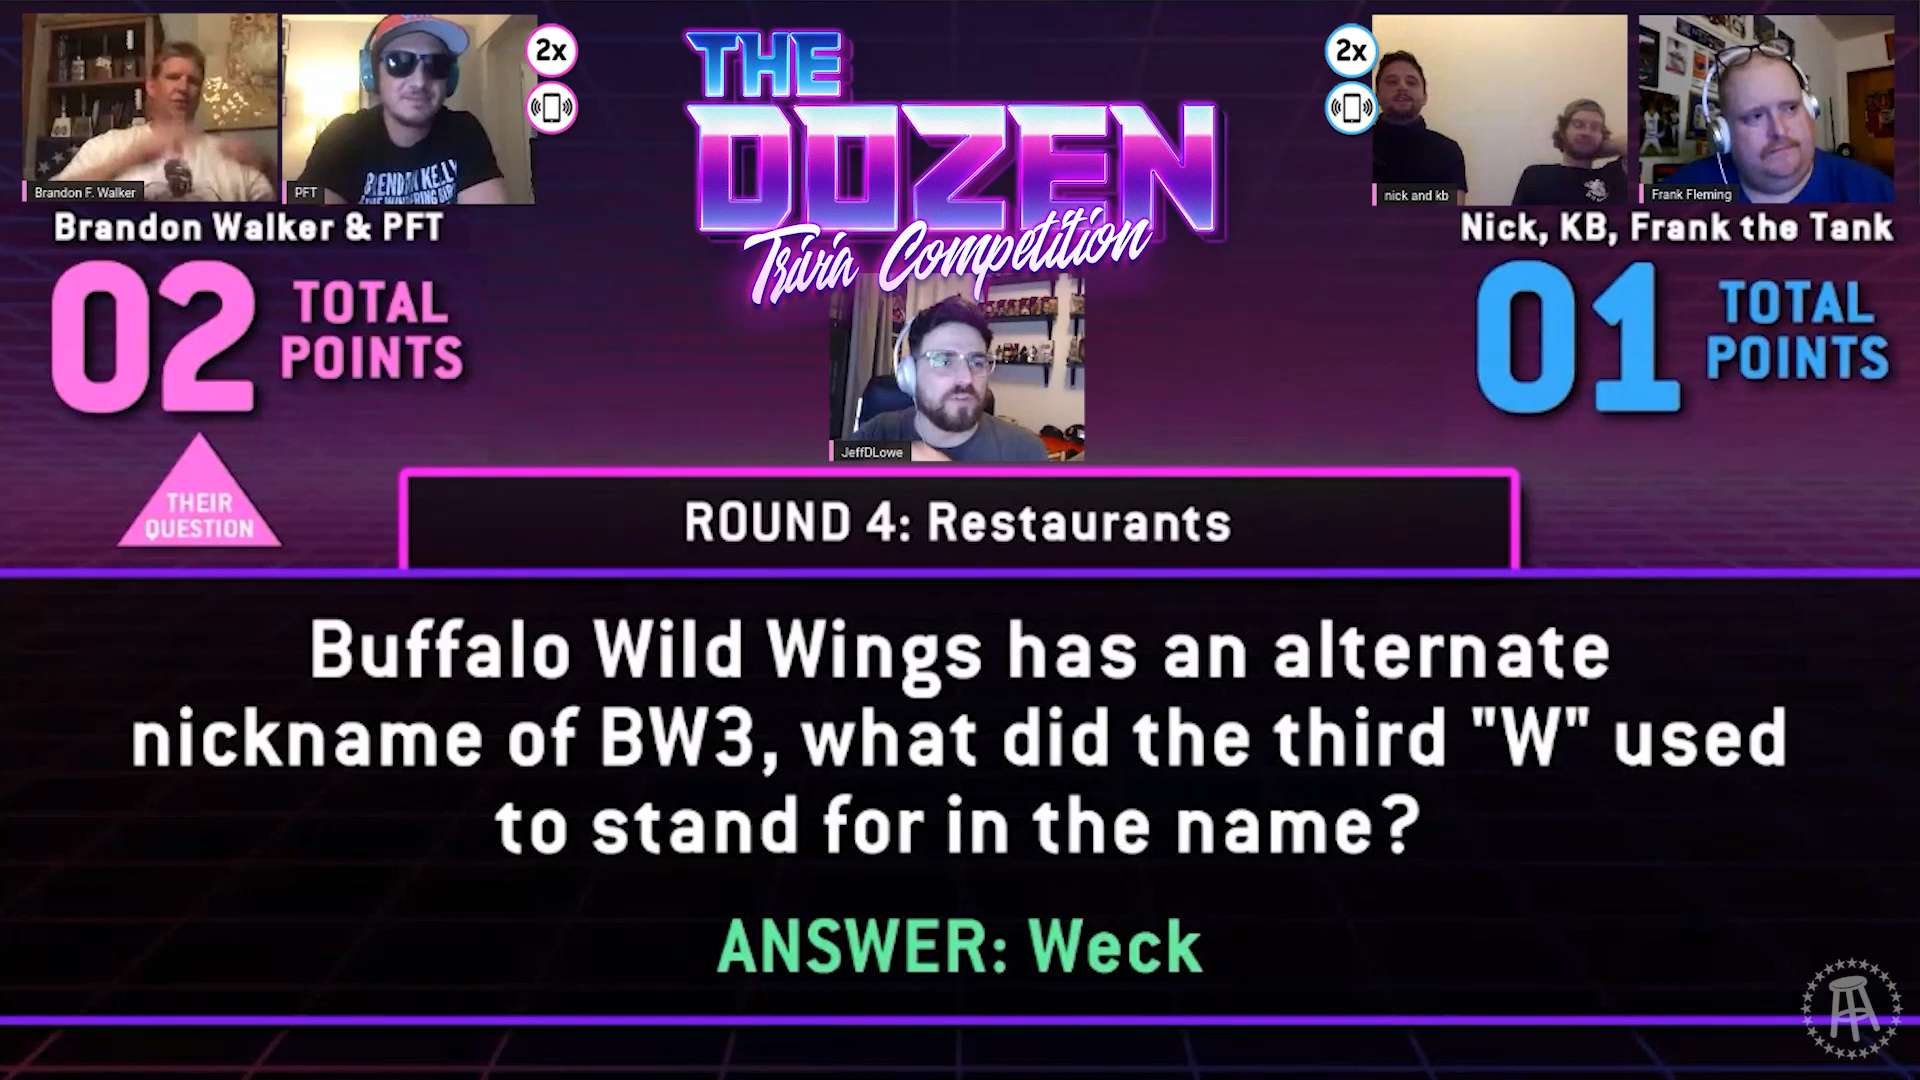 THE
DOZEN
Trivia Competition
2x
2x
Brandon F. Walker
PFT
nick and kb
Frank Fleming
Brandon Walker & PFT
Nick, KB, Frank the Tank
02 TOTAL POINTS
01 TOTAL POINTS
JeffDLowe
THEIR
QUESTION
ROUND 4: Restaurants
Buffalo Wild Wings has an alternate
nickname of BW3, what did the third "W" used
to stand for in the name?
ANSWER: Weck